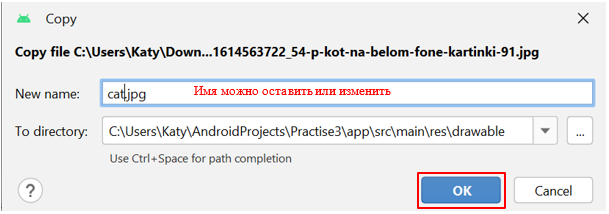 Copy
Copy file C:\Users\Katy\Down...1614563722_54-p-kot-na-belom-fone-kartinki-91.jpg
New name: cat.jpg Имя можно оставить или изменить
To directory: C:\Users\Katy\AndroidProjects\Practise3\app\src\main\res\drawable ...
Use Ctrl+Space for path completion
? OK Cancel